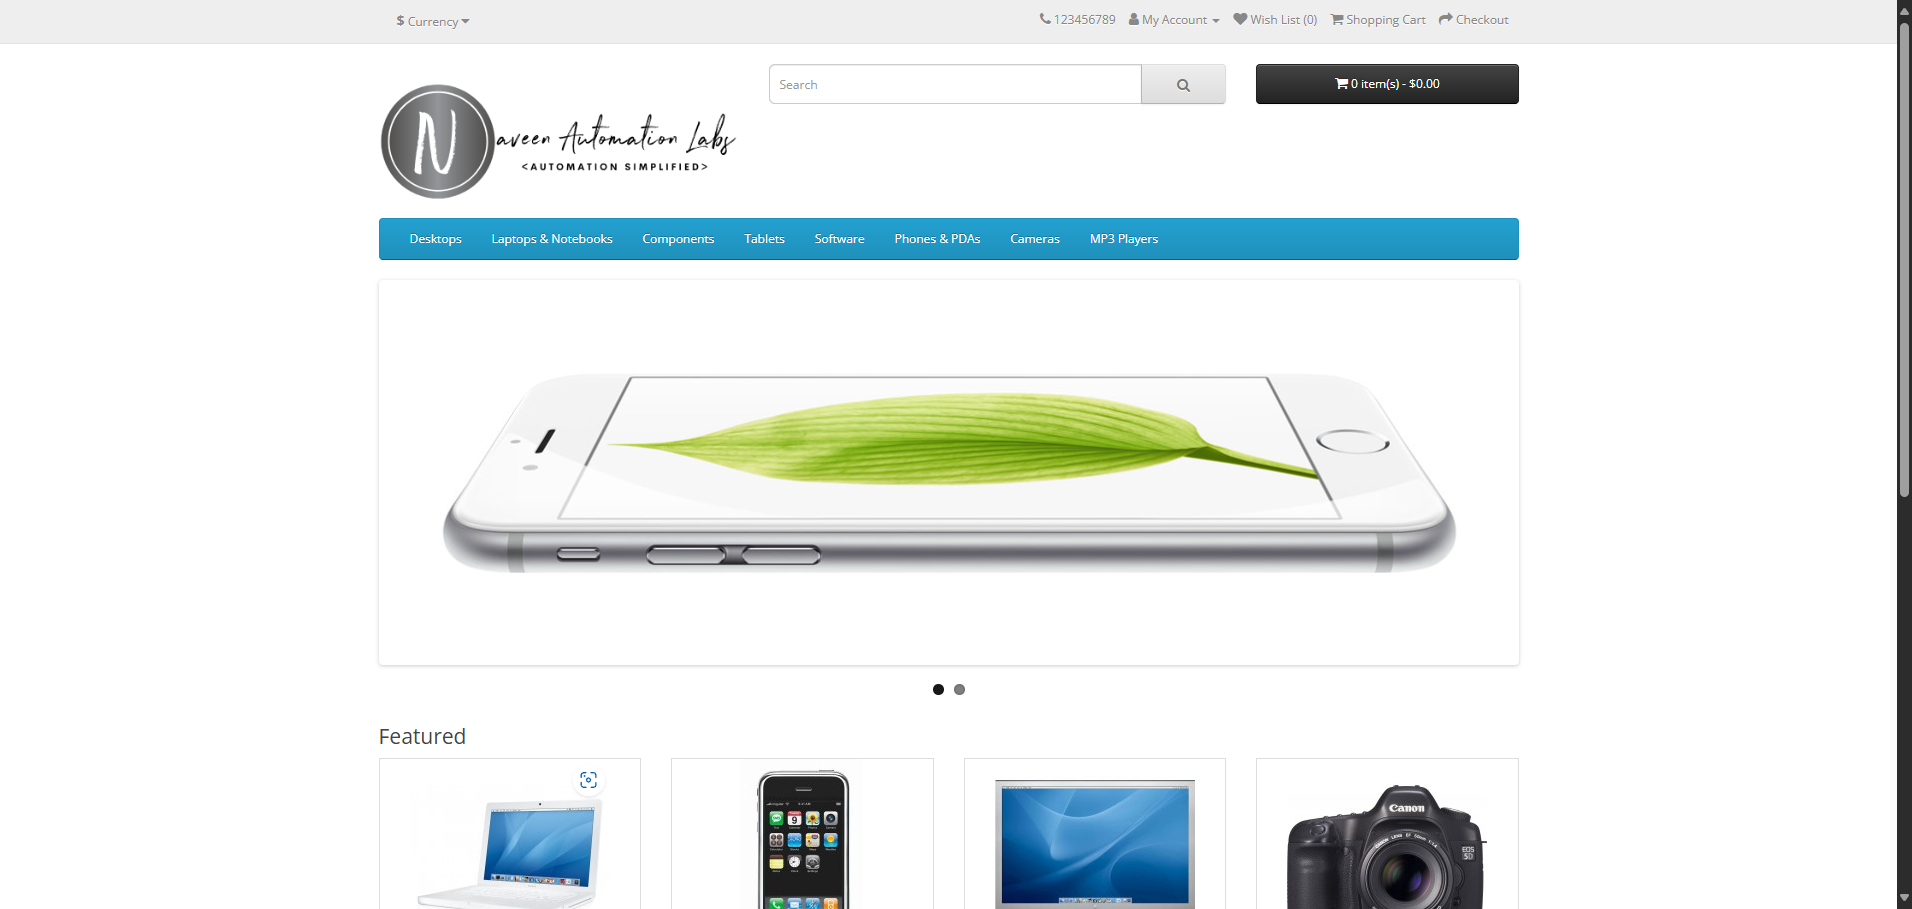 $ Currency
123456789 My Account Wish List (0) Shopping Cart Checkout
Search
0 item(s) - $0.00
N
aveen Automation Labs
<AUTOMATION SIMPLIFIED>
Desktops Laptops & Notebooks Components Tablets Software Phones & PDAs Cameras MP3 Players
Featured
Canon
EOS
5D